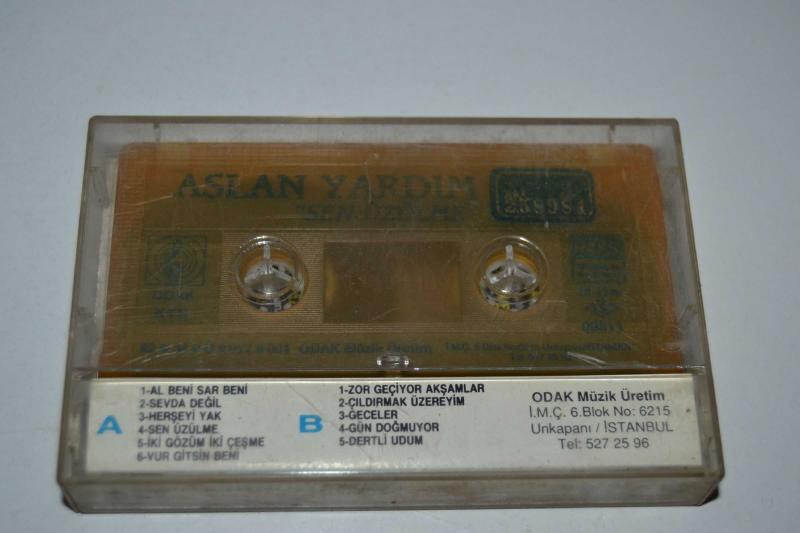 ASLAN YARDIM
"SEN ÜZÜLME"
ODAK
ODAK Müzik Üretim
A
1-AL BENİ SAR BENİ
2-SEVDA DEĞİL
3-HERŞEYİ YAK
4-SEN ÜZÜLME
5-İKİ GÖZÜM İKİ ÇEŞME
6-VUR GİTSİN BENİ
B
1-ZOR GEÇİYOR AKŞAMLAR
2-ÇILDIRMAK ÜZEREYİM
3-GECELER
4-GÜN DOĞMUYOR
5-DERTLİ UDUM
ODAK Müzik Üretim
İ.M.Ç. 6.Blok No: 6215
Unkapanı / İSTANBUL
Tel: 527 25 96